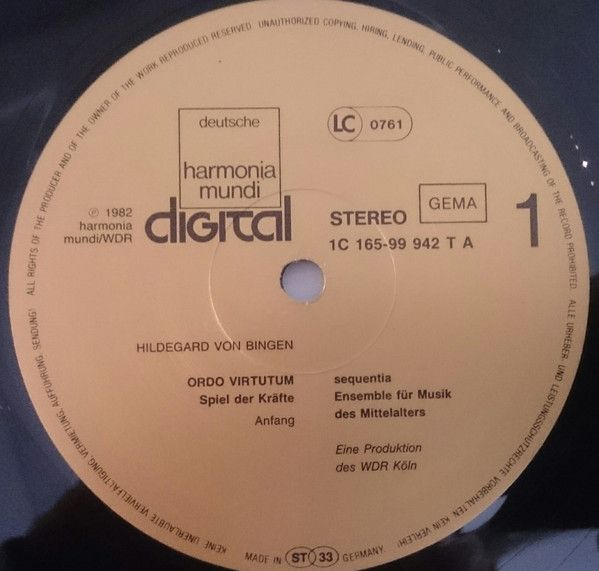 ALL RIGHTS OF THE PRODUCER AND OF THE OWNER OF THE WORK REPRODUCED RESERVED UNAUTHORIZED COPYING, HIRING, LENDING, PUBLIC PERFORMANCE AND BROADCASTING OF THE RECORD PROHIBITED. ALLE URHEBER- UND LEISTUNGSSCHUTZRECHTE VORBEHALTEN KEIN VERLEIH! KEINE UNERLAUBTE VERVIELFÄLTIGUNG, VERMIETUNG, AUFFÜHRUNG, SENDUNG!
deutsche
harmonia
mundi
digital
LC 0761
℗ 1982
harmonia
mundi/WDR
STEREO
GEMA
1
1C 165-99 942 T A
HILDEGARD VON BINGEN
ORDO VIRTUTUM
Spiel der Kräfte
Anfang
sequentia
Ensemble für Musik
des Mittelalters
Eine Produktion
des WDR Köln
MADE IN ST 33 GERMANY